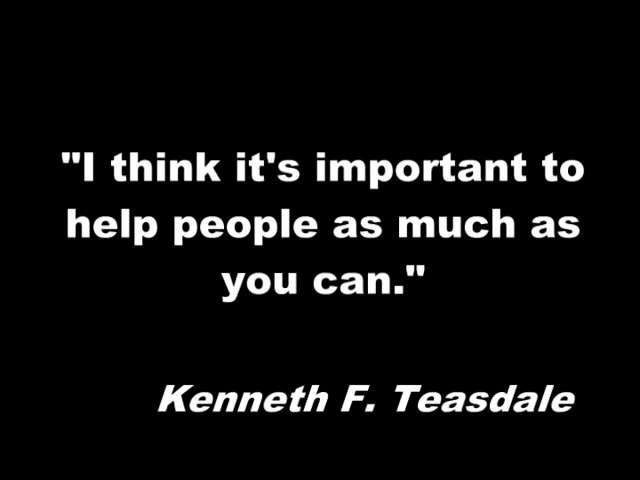 "I think it's important to
help people as much as
you can."
Kenneth F. Teasdale